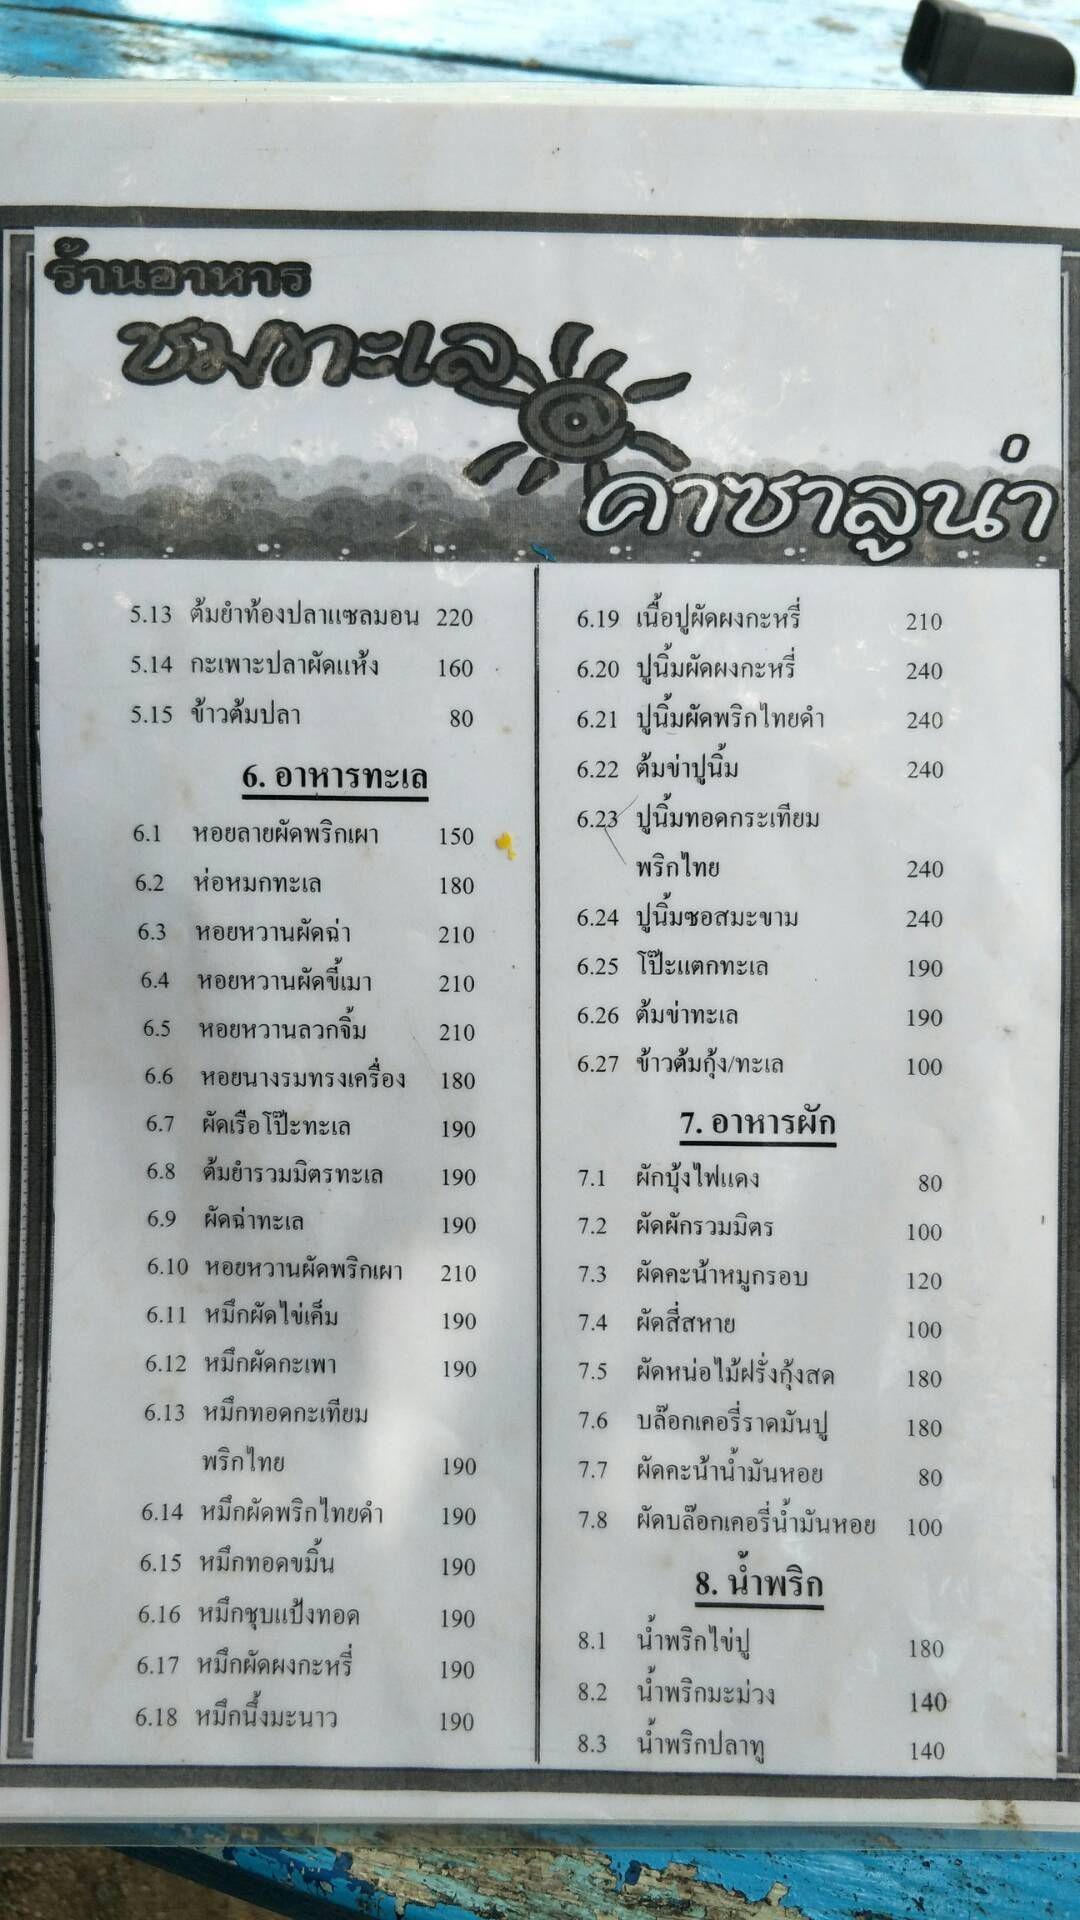 ร้านอาหาร
ชมทะเล
@
คาซาลูน่า
5.13 ต้มยำท้องปลาแซลมอน 220
5.14 กะเพาะปลาผัดแห้ง 160
5.15 ข้าวต้มปลา 80
6. อาหารทะเล
6.1 หอยลายผัดพริกเผา 150
6.2 ห่อหมกทะเล 180
6.3 หอยหวานผัดฉ่า 210
6.4 หอยหวานผัดขี้เมา 210
6.5 หอยหวานลวกจิ้ม 210
6.6 หอยนางรมทรงเครื่อง 180
6.7 ผัดเรือโป๊ะทะเล 190
6.8 ต้มยำรวมมิตรทะเล 190
6.9 ผัดฉ่าทะเล 190
6.10 หอยหวานผัดพริกเผา 210
6.11 หมึกผัดไข่เค็ม 190
6.12 หมึกผัดกะเพา 190
6.13 หมึกทอดกะเทียม
พริกไทย 190
6.14 หมึกผัดพริกไทยดำ 190
6.15 หมึกทอดขมิ้น 190
6.16 หมึกชุบแป้งทอด 190
6.17 หมึกผัดผงกะหรี่ 190
6.18 หมึกนึ้งมะนาว 190
6.19 เนื้อปูผัดผงกะหรี่ 210
6.20 ปูนิ้มผัดผงกะหรี่ 240
6.21 ปูนิ้มผัดพริกไทยดำ 240
6.22 ต้มข่าปูนิ้ม 240
6.23 ปูนิ้มทอดกระเทียม
พริกไทย 240
6.24 ปูนิ้มซอสมะขาม 240
6.25 โป๊ะแตกทะเล 190
6.26 ต้มข่าทะเล 190
6.27 ข้าวต้มกุ้ง/ทะเล 100
7. อาหารผัก
7.1 ผักบุ้งไฟแดง 80
7.2 ผัดผักรวมมิตร 100
7.3 ผัดคะน้าหมูกรอบ 120
7.4 ผัดสี่สหาย 100
7.5 ผัดหน่อไม้ฝรั่งกุ้งสด 180
7.6 บล๊อกเคอรี่ราดมันปู 180
7.7 ผัดคะน้าน้ำมันหอย 80
7.8 ผัดบล๊อกเคอรี่น้ำมันหอย 100
8. น้ำพริก
8.1 น้ำพริกไข่ปู 180
8.2 น้ำพริกมะม่วง 140
8.3 น้ำพริกปลาทู 140